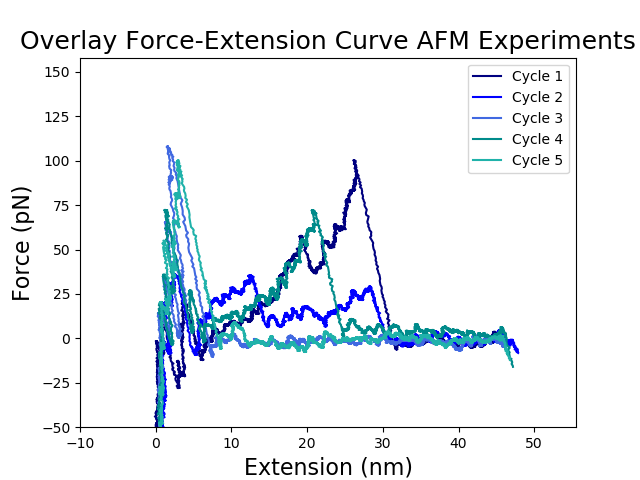 Overlay Force-Extension Curve AFM Experiments
150
125
100
75
50
25
0
−25
−50
Force (pN)
Cycle 1
Cycle 2
Cycle 3
Cycle 4
Cycle 5
−10 0 10 20 30 40 50
Extension (nm)